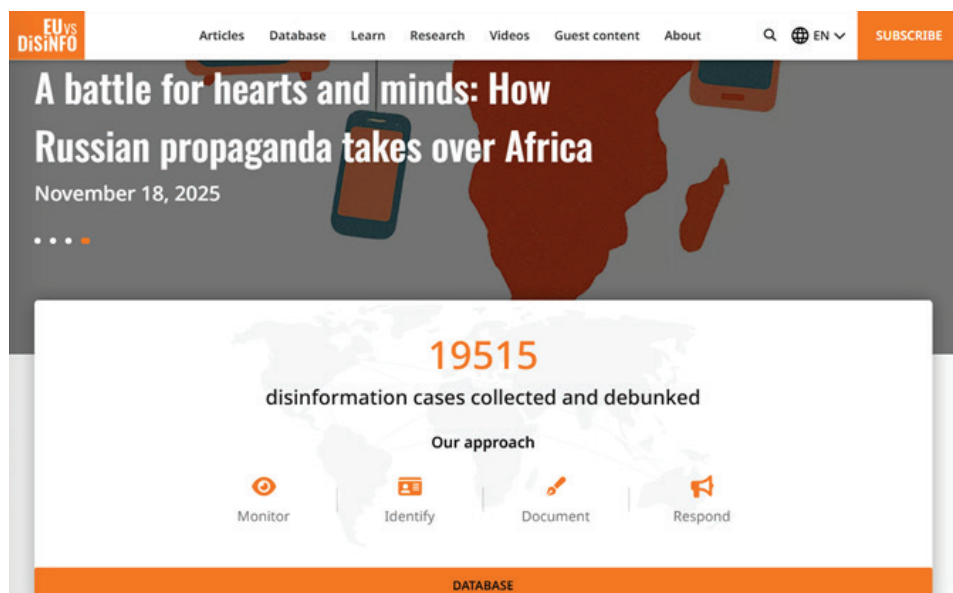 EU VS
DiSiNFO
Articles Database Learn Research Videos Guest content About EN SUBSCRIBE
A battle for hearts and minds: How
Russian propaganda takes over Africa
November 18, 2025
19515
disinformation cases collected and debunked
Our approach
Monitor Identify Document Respond
DATABASE